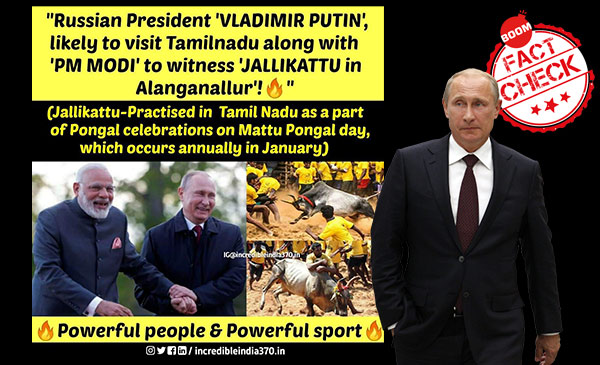 "Russian President 'VLADIMIR PUTIN',
likely to visit Tamilnadu along with
'PM MODI' to witness 'JALLIKATTU in
Alanganallur'!🔥"
(Jallikattu-Practised in Tamil Nadu as a part
of Pongal celebrations on Mattu Pongal day,
which occurs annually in January)
IG@incredibleindia370.in
🔥Powerful people & Powerful sport🔥
/ incredibleindia370.in
BOOM
FACT
CHECK